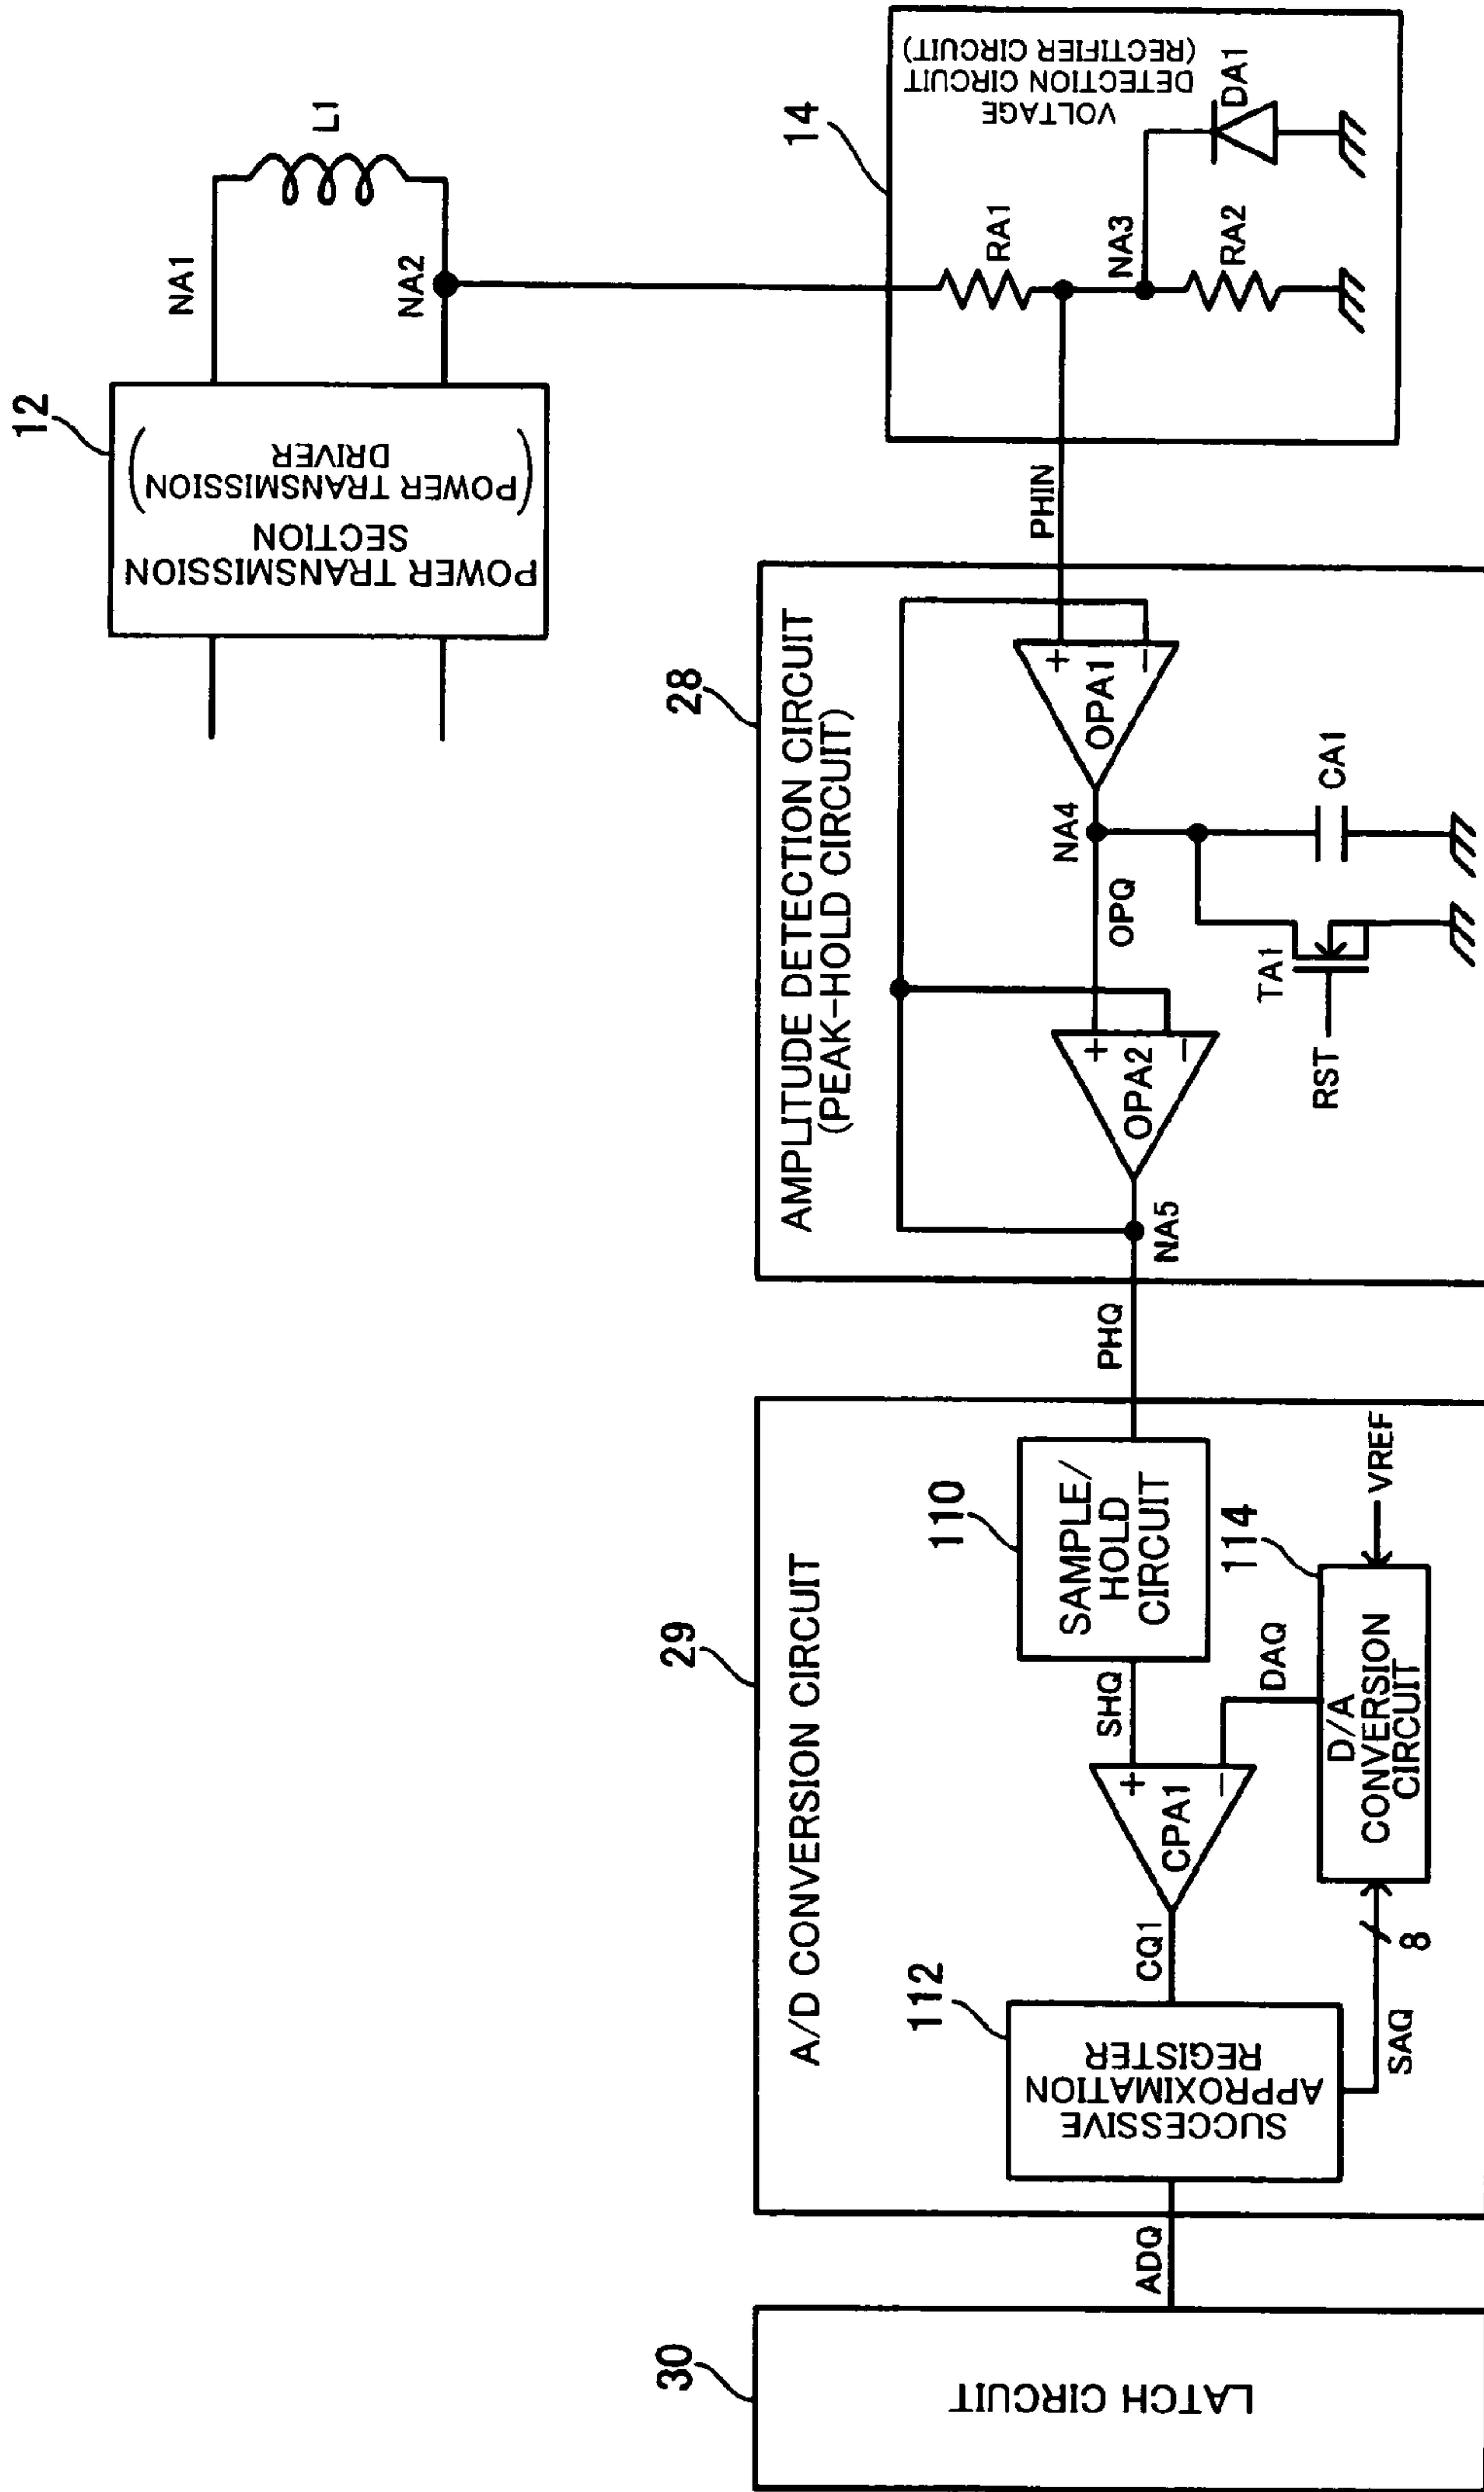 12
POWER TRANSMISSION
SECTION
(POWER TRANSMISSION
DRIVER)
NA1
NA2
L1
14
VOLTAGE
DETECTION CIRCUIT
(RECTIFIER CIRCUIT)
RA1
NA3
RA2
DA1
PHIN
28
AMPLITUDE DETECTION CIRCUIT
(PEAK-HOLD CIRCUIT)
+
−
OPA1
NA4
OPQ
CA1
TA1
RST
+
−
OPA2
NA5
PHQ
29
A/D CONVERSION CIRCUIT
110
SAMPLE/
HOLD
CIRCUIT
SHQ
114
D/A
CONVERSION
CIRCUIT
VREF
DAQ
+
−
CPA1
CQ1
112
SUCCESSIVE
APPROXIMATION
REGISTER
SAQ
8
ADQ
30
LATCH CIRCUIT